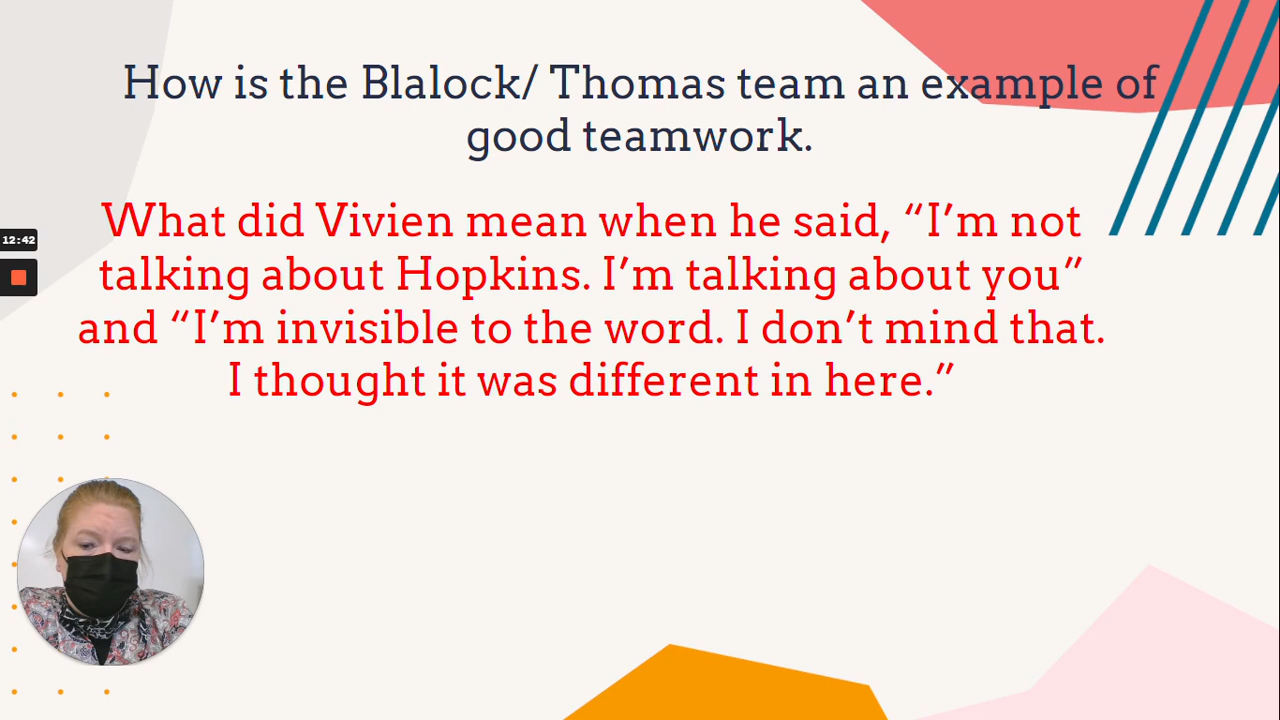 How is the Blalock/ Thomas team an example of
good teamwork.
What did Vivien mean when he said, “I’m not
talking about Hopkins. I’m talking about you”
and “I’m invisible to the word. I don’t mind that.
I thought it was different in here.”
12:42